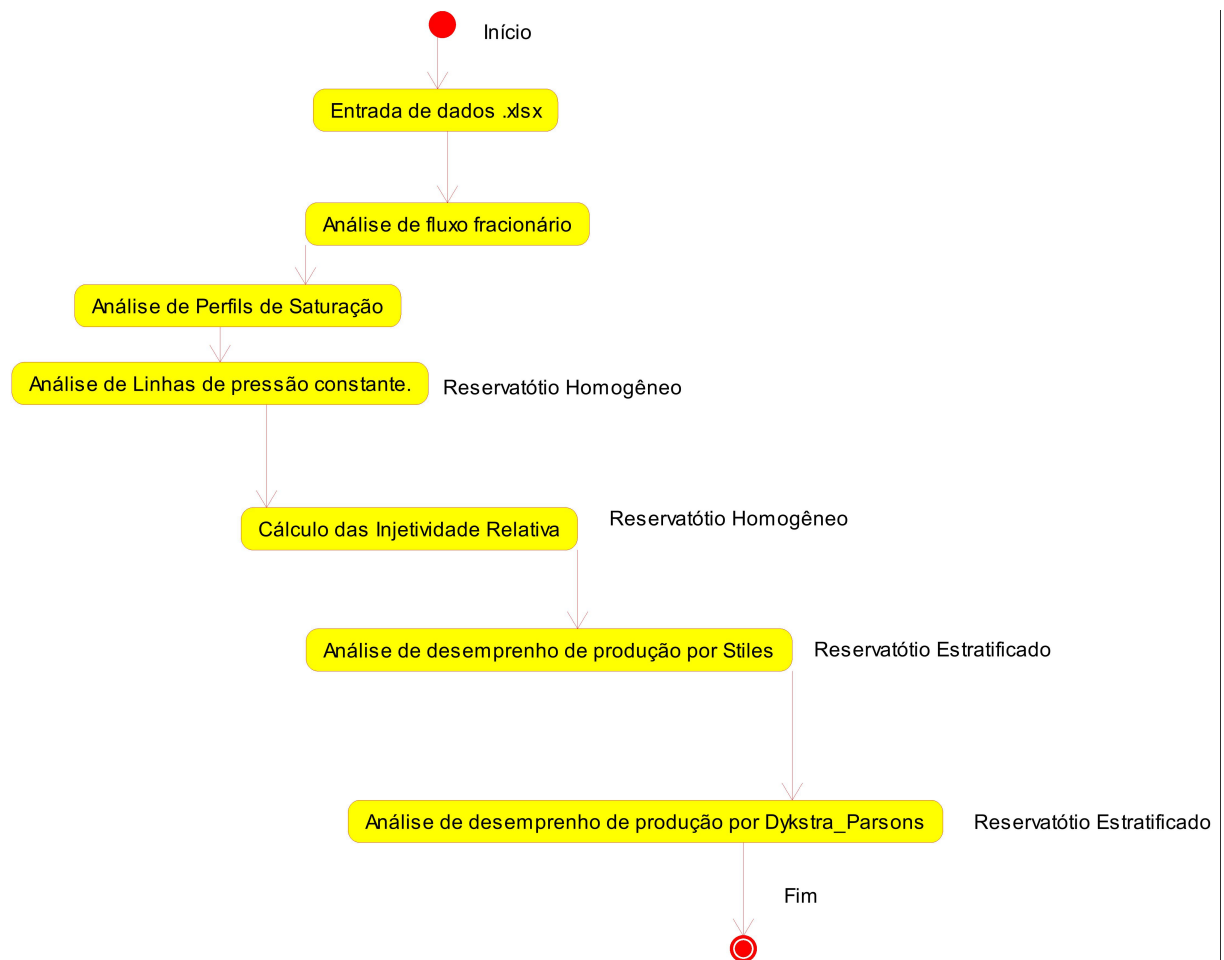 Início
Entrada de dados .xlsx
Análise de fluxo fracionário
Análise de Perfils de Saturação
Análise de Linhas de pressão constante.
Reservatótio Homogêneo
Cálculo das Injetividade Relativa
Reservatótio Homogêneo
Análise de desemprenho de produção por Stiles
Reservatótio Estratificado
Análise de desemprenho de produção por Dykstra_Parsons
Reservatótio Estratificado
Fim